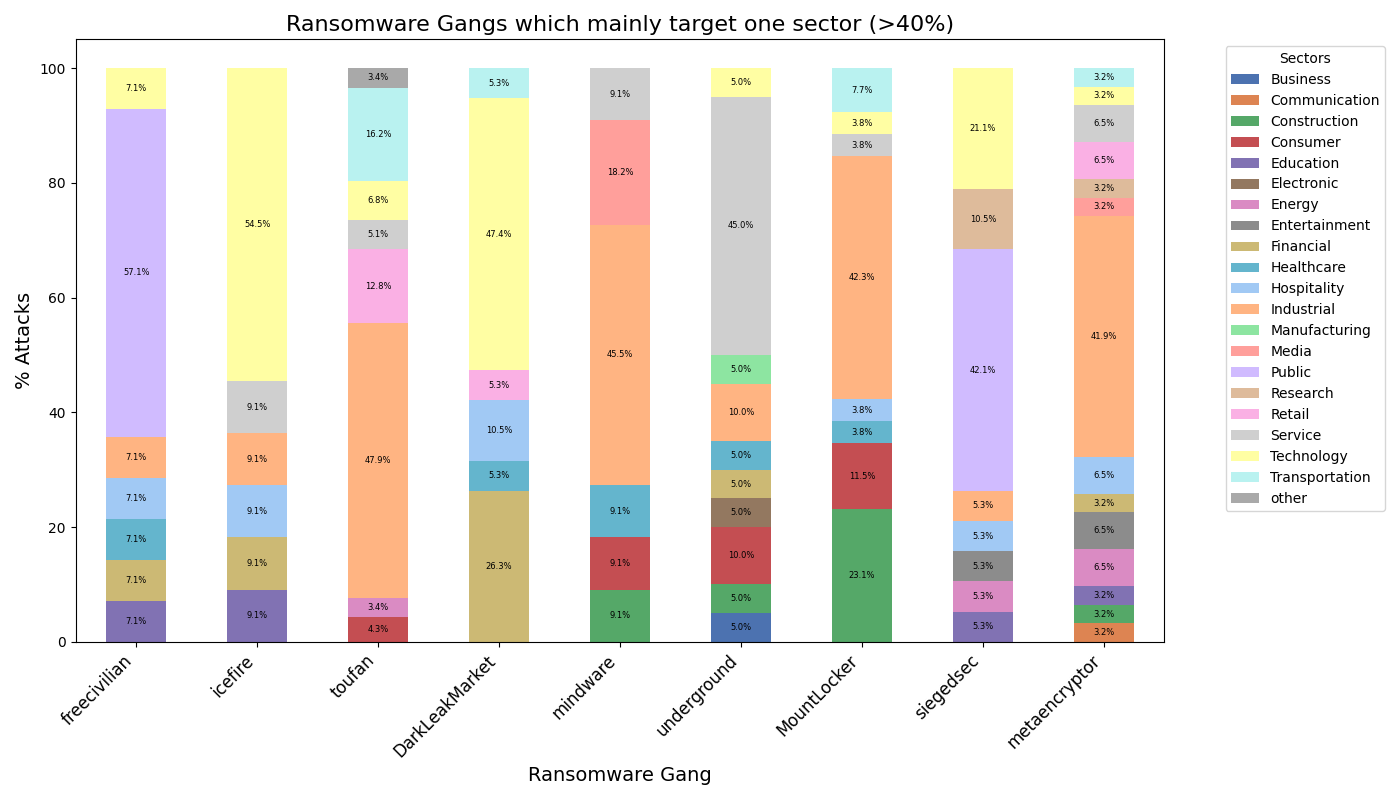 Ransomware Gangs which mainly target one sector (>40%)
% Attacks
100
80
60
40
20
0
7.1%
57.1%
7.1%
7.1%
7.1%
7.1%
7.1%
54.5%
9.1%
9.1%
9.1%
9.1%
9.1%
3.4%
16.2%
6.8%
5.1%
12.8%
47.9%
3.4%
4.3%
5.3%
47.4%
5.3%
10.5%
5.3%
26.3%
9.1%
18.2%
45.5%
9.1%
9.1%
9.1%
5.0%
45.0%
5.0%
10.0%
5.0%
5.0%
5.0%
10.0%
5.0%
5.0%
7.7%
3.8%
3.8%
42.3%
3.8%
3.8%
11.5%
23.1%
21.1%
10.5%
42.1%
5.3%
5.3%
5.3%
5.3%
5.3%
3.2%
3.2%
6.5%
6.5%
3.2%
3.2%
41.9%
6.5%
3.2%
6.5%
6.5%
3.2%
3.2%
3.2%
freecivilian
icefire
toufan
DarkLeakMarket
mindware
underground
MountLocker
siegedsec
metaencryptor
Ransomware Gang
Sectors
Business
Communication
Construction
Consumer
Education
Electronic
Energy
Entertainment
Financial
Healthcare
Hospitality
Industrial
Manufacturing
Media
Public
Research
Retail
Service
Technology
Transportation
other